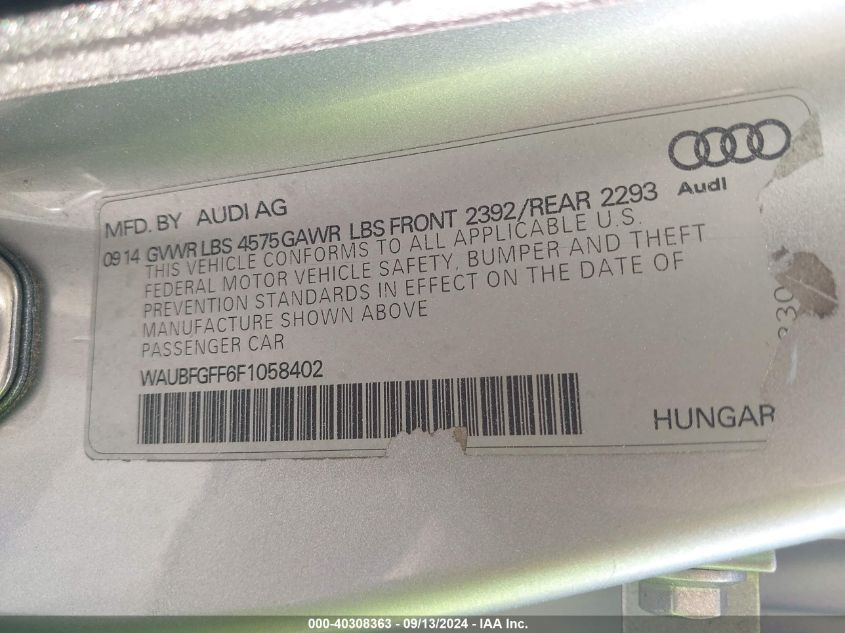 Audi
MFD. BY AUDI AG
09 14 GVWR LBS 4575 GAWR LBS FRONT 2392/REAR 2293
THIS VEHICLE CONFORMS TO ALL APPLICABLE U.S.
FEDERAL MOTOR VEHICLE SAFETY, BUMPER AND THEFT
PREVENTION STANDARDS IN EFFECT ON THE DATE OF
MANUFACTURE SHOWN ABOVE
PASSENGER CAR
WAUBFGFF6F1058402
HUNGAR
000-40308363 - 09/13/2024 - IAA Inc.